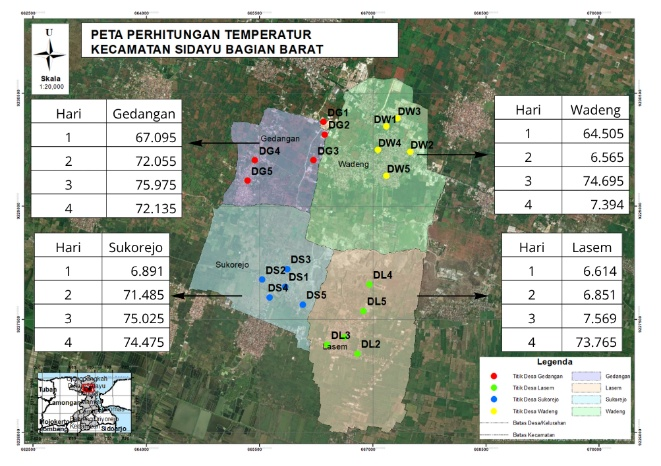 PETA PERHITUNGAN TEMPERATUR
KECAMATAN SIDAYU BAGIAN BARAT
U
Skala
1:20,000
Hari Gedangan
1 67.095
2 72.055
3 75.975
4 72.135
Hari Wadeng
1 64.505
2 6.565
3 74.695
4 7.394
Hari Sukorejo
1 6.891
2 71.485
3 75.025
4 74.475
Hari Lasem
1 6.614
2 6.851
3 7.569
4 73.765
DG1
DG2
Gedangan
DG4
DG3
DG5
DW3
DW1
DW4
DW2
Wadeng
DW5
Sukorejo
DS3
DS2
DS1
DS4
DS5
DL4
DL5
DL3
Lasem
DL2
Legenda
Titik Desa Gedangan
Gedangan
Titik Desa Lasem
Lasem
Titik Desa Sukorejo
Sukorejo
Titik Desa Wadeng
Wadeng
Batas Desa/Kelurahan
Batas Kecamatan
Tuban
Lamongan
Mojokerto
Jombang
Sidoarjo